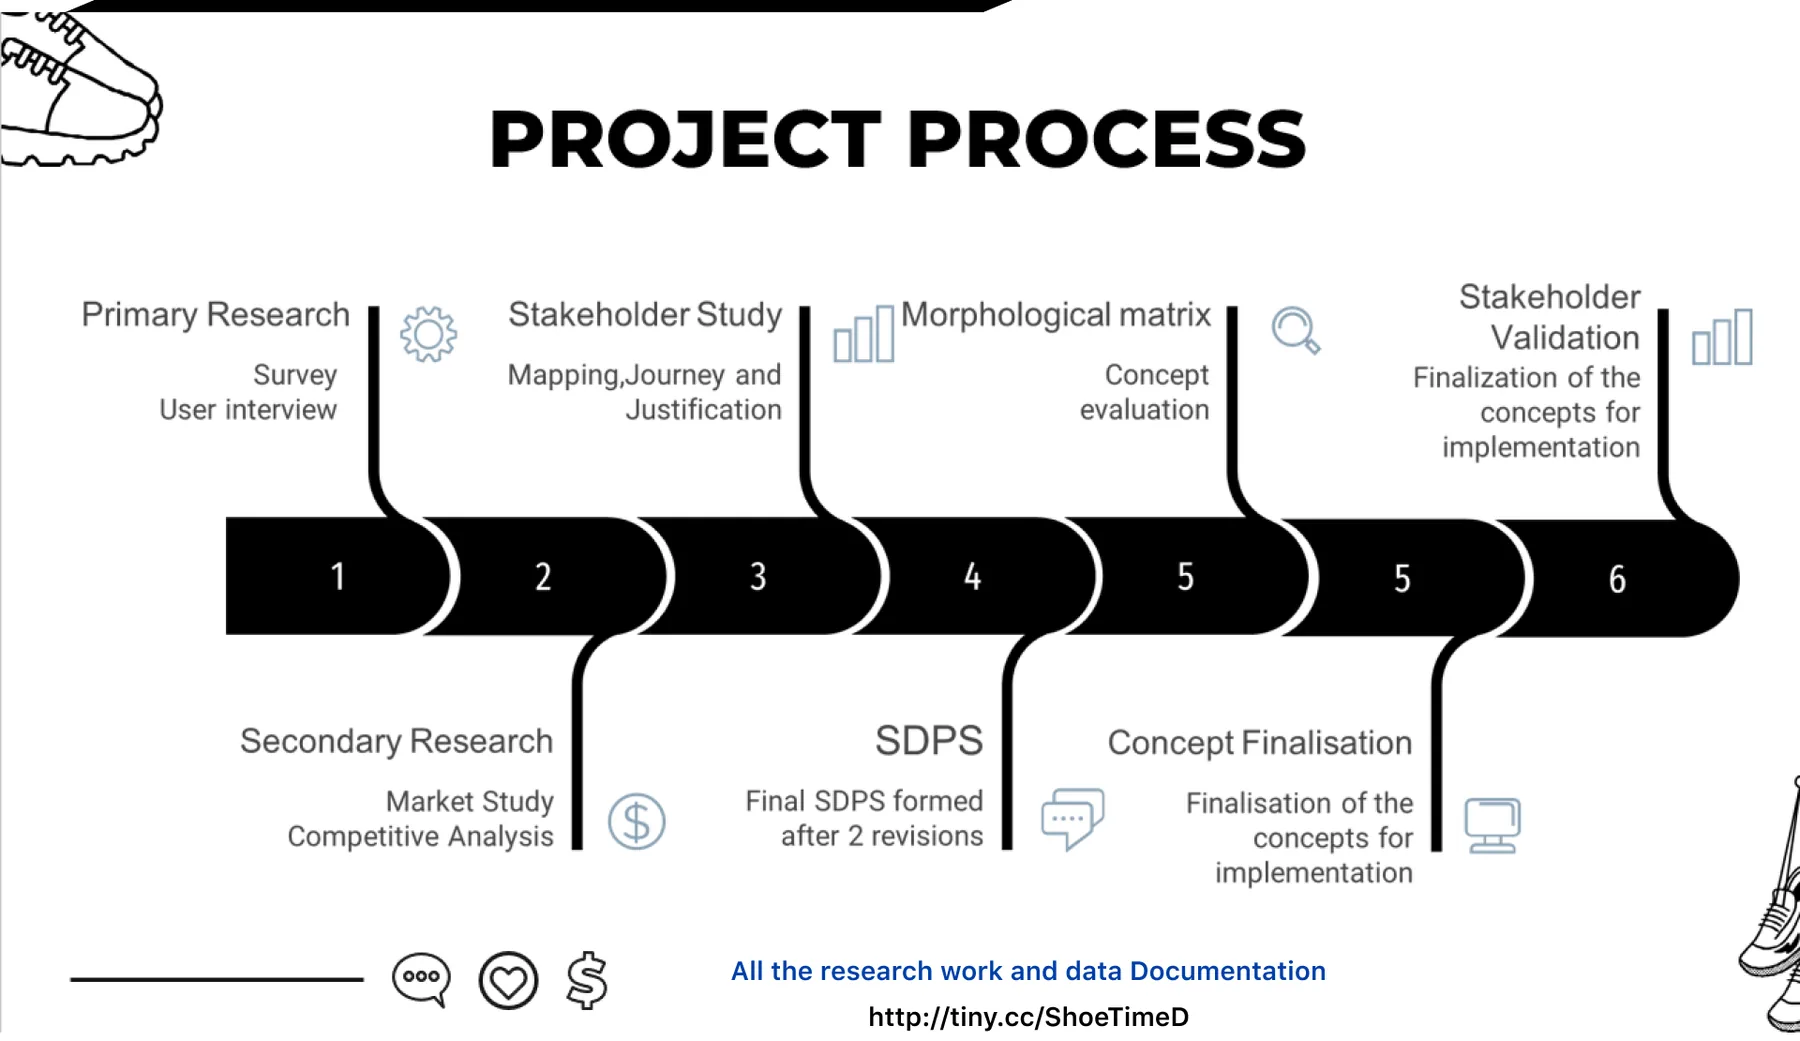 PROJECT PROCESS
Primary Research
Survey
User interview
Stakeholder Study
Mapping,Journey and
Justification
Morphological matrix
Concept
evaluation
Stakeholder
Validation
Finalization of the
concepts for
implementation
1
2
3
4
5
5
6
Secondary Research
Market Study
Competitive Analysis
$
SDPS
Final SDPS formed
after 2 revisions
Concept Finalisation
Finalisation of the
concepts for
implementation
$
All the research work and data Documentation
http://tiny.cc/ShoeTimeD